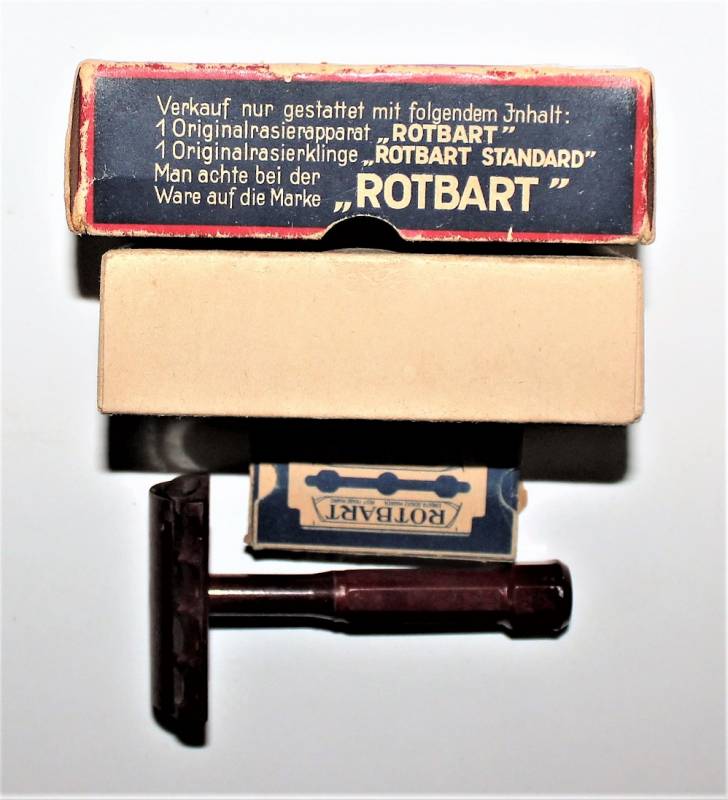 Verkauf nur gestattet mit folgendem Inhalt:
1 Originalrasierapparat „ROTBART”
1 Originalrasierklinge „ROTBART STANDARD”
Man achte bei der
Ware auf die Marke „ROTBART”
ROTBART